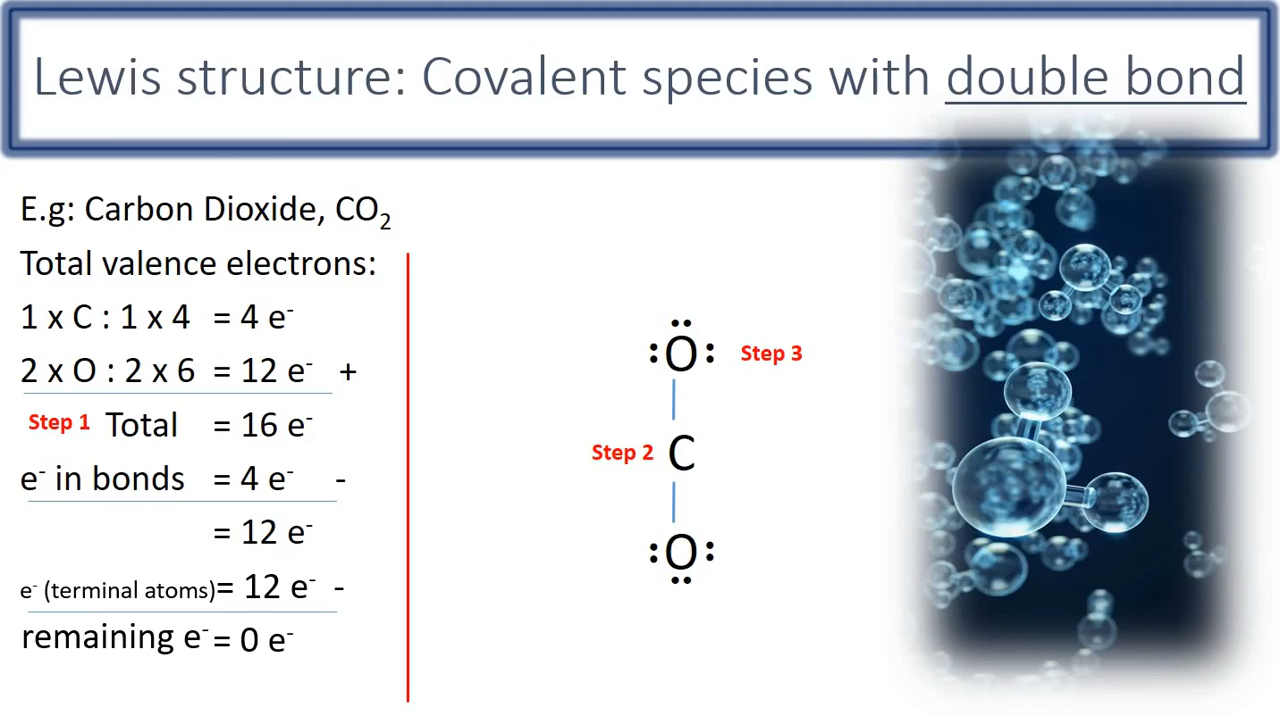 Lewis structure: Covalent species with double bond
E.g: Carbon Dioxide, CO₂
Total valence electrons:
1 x C : 1 x 4 = 4 e⁻
2 x O : 2 x 6 = 12 e⁻ +
Step 1 Total = 16 e⁻
e⁻ in bonds = 4 e⁻ -
= 12 e⁻
e⁻ (terminal atoms)= 12 e⁻ -
remaining e⁻ = 0 e⁻
:Ö: Step 3
Step 2 C
:O: